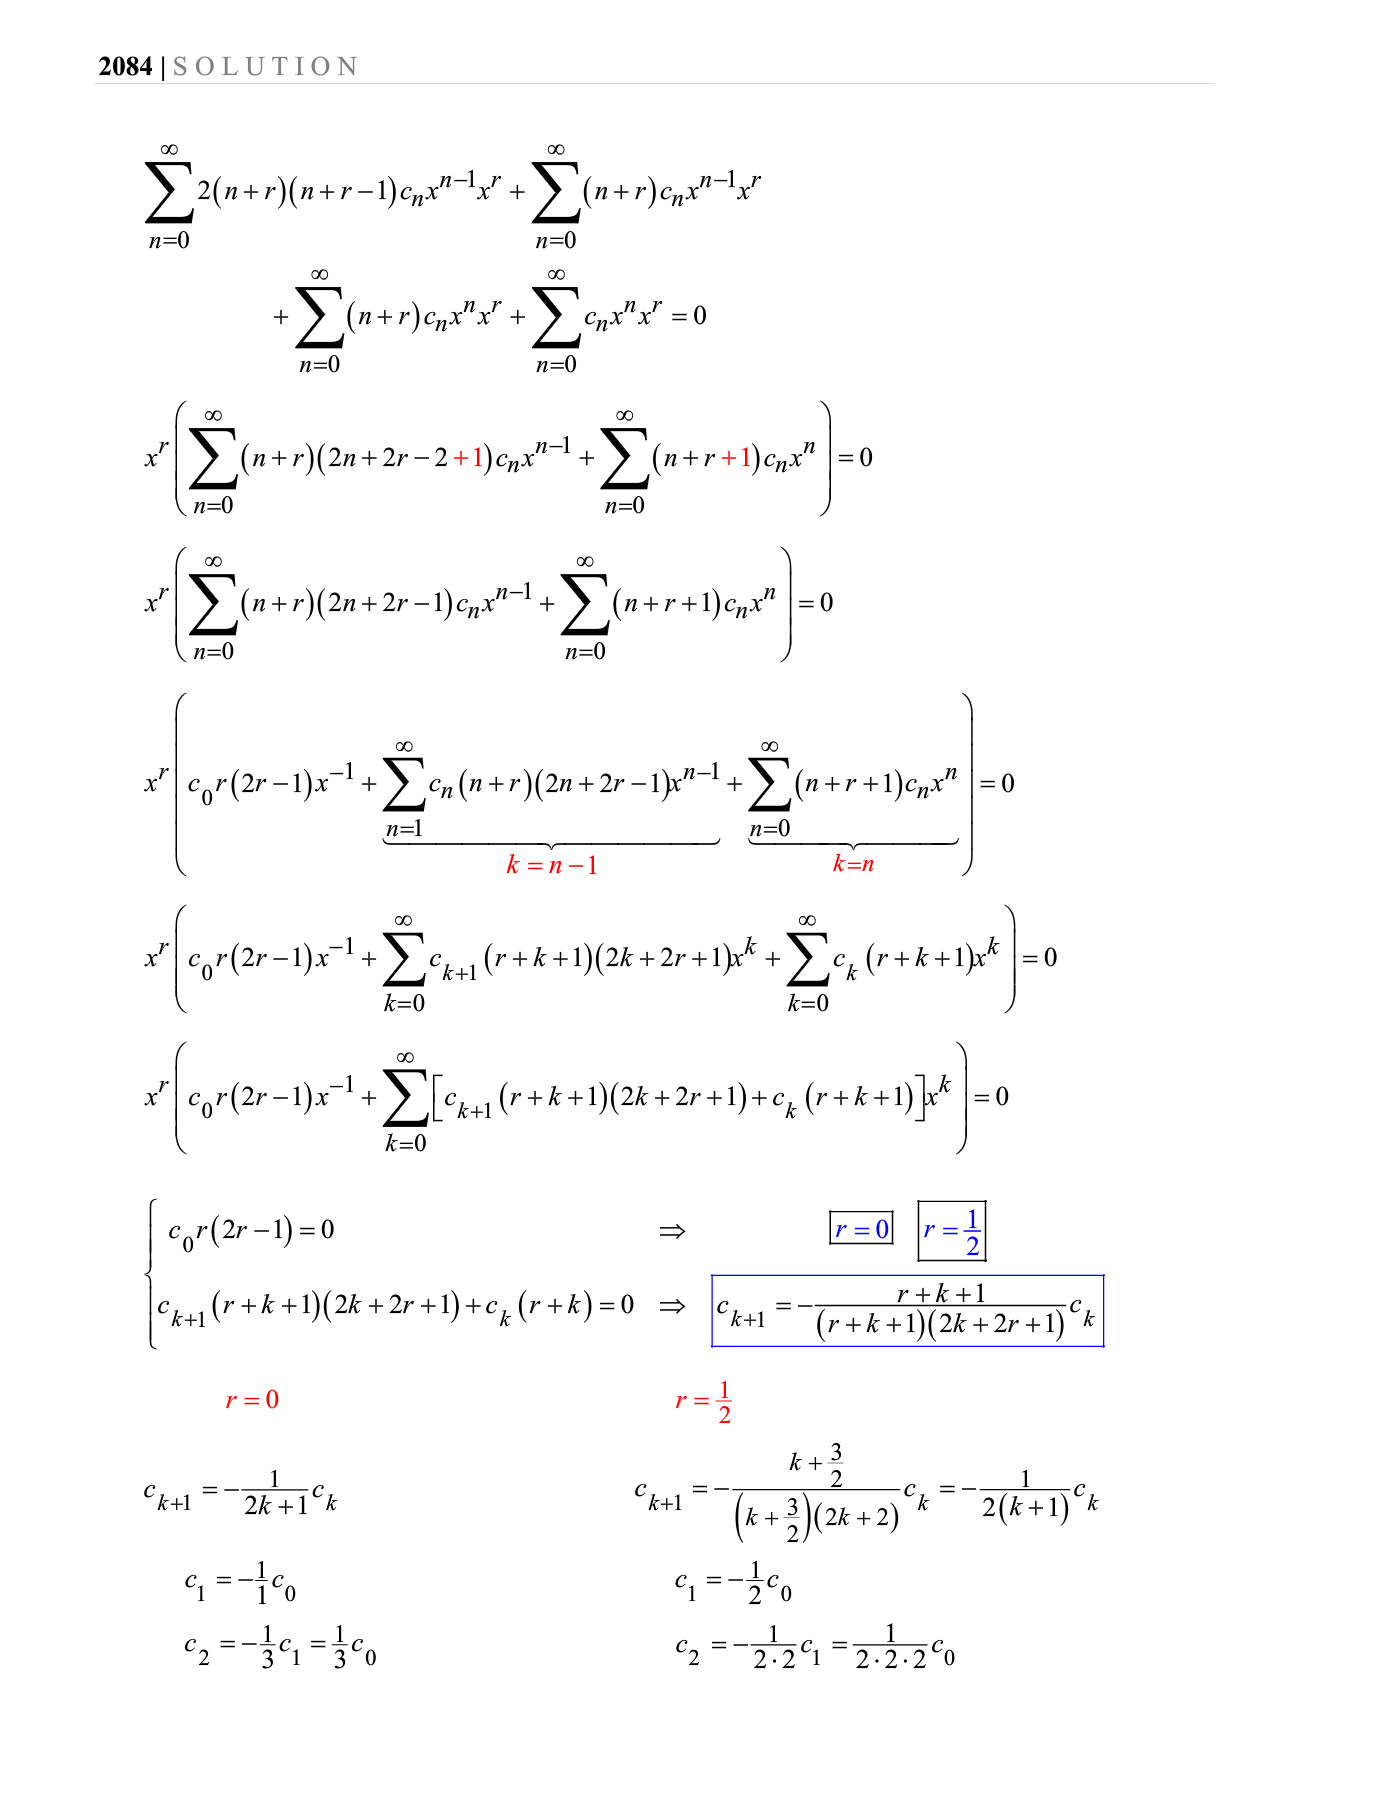 2084 | SOLUTION
$\sum_{n=0}^{\infty} 2(n+r)(n+r-1)c_n x^{n-1}x^r + \sum_{n=0}^{\infty} (n+r)c_n x^{n-1}x^r$
$+ \sum_{n=0}^{\infty} (n+r)c_n x^n x^r + \sum_{n=0}^{\infty} c_n x^n x^r = 0$
$x^r \left( \sum_{n=0}^{\infty} (n+r)(2n+2r-2+1)c_n x^{n-1} + \sum_{n=0}^{\infty} (n+r+1)c_n x^n \right) = 0$
$x^r \left( \sum_{n=0}^{\infty} (n+r)(2n+2r-1)c_n x^{n-1} + \sum_{n=0}^{\infty} (n+r+1)c_n x^n \right) = 0$
$x^r \left( c_0 r(2r-1)x^{-1} + \underbrace{\sum_{n=1}^{\infty} c_n (n+r)(2n+2r-1)x^{n-1}}_{k=n-1} + \underbrace{\sum_{n=0}^{\infty} (n+r+1)c_n x^n}_{k=n} \right) = 0$
$x^r \left( c_0 r(2r-1)x^{-1} + \sum_{k=0}^{\infty} c_{k+1} (r+k+1)(2k+2r+1)x^k + \sum_{k=0}^{\infty} c_k (r+k+1)x^k \right) = 0$
$x^r \left( c_0 r(2r-1)x^{-1} + \sum_{k=0}^{\infty} \left[ c_{k+1} (r+k+1)(2k+2r+1) + c_k (r+k+1) \right] x^k \right) = 0$
$c_0 r(2r-1) = 0 \Rightarrow r=0 \quad r=\frac{1}{2}$
$c_{k+1} (r+k+1)(2k+2r+1) + c_k (r+k) = 0 \Rightarrow c_{k+1} = -\frac{r+k+1}{(r+k+1)(2k+2r+1)} c_k$
$r=0 \quad r=\frac{1}{2}$
$c_{k+1} = -\frac{1}{2k+1} c_k \quad c_{k+1} = -\frac{k+\frac{3}{2}}{\left(k+\frac{3}{2}\right)(2k+2)} c_k = -\frac{1}{2(k+1)} c_k$
$c_1 = -\frac{1}{1} c_0 \quad c_1 = -\frac{1}{2} c_0$
$c_2 = -\frac{1}{3} c_1 = \frac{1}{3} c_0 \quad c_2 = -\frac{1}{2 \cdot 2} c_1 = \frac{1}{2 \cdot 2 \cdot 2} c_0$